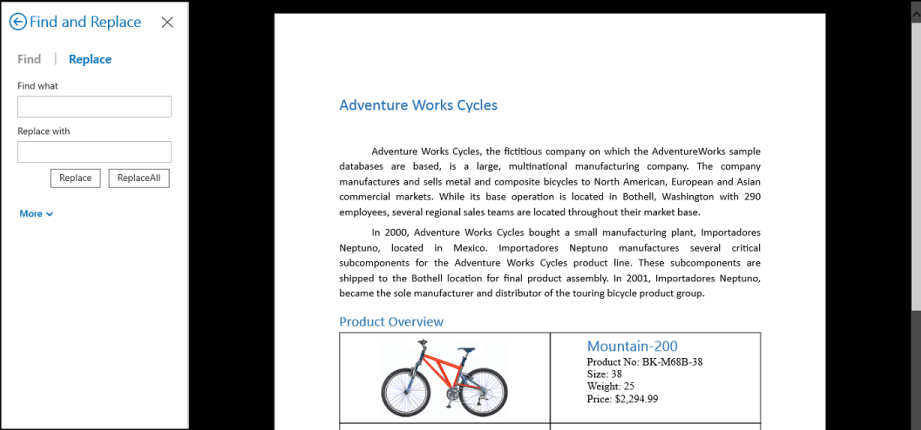 Find and Replace
Find | Replace
Find what
Replace with
Replace ReplaceAll
More
Adventure Works Cycles
Adventure Works Cycles, the fictitious company on which the AdventureWorks sample
databases are based, is a large, multinational manufacturing company. The company
manufactures and sells metal and composite bicycles to North American, European and Asian
commercial markets. While its base operation is located in Bothell, Washington with 290
employees, several regional sales teams are located throughout their market base.
In 2000, Adventure Works Cycles bought a small manufacturing plant, Importadores
Neptuno, located in Mexico. Importadores Neptuno manufactures several critical
subcomponents for the Adventure Works Cycles product line. These subcomponents are
shipped to the Bothell location for final product assembly. In 2001, Importadores Neptuno,
became the sole manufacturer and distributor of the touring bicycle product group.
Product Overview
Mountain-200
Product No: BK-M68B-38
Size: 38
Weight: 25
Price: $2,294.99